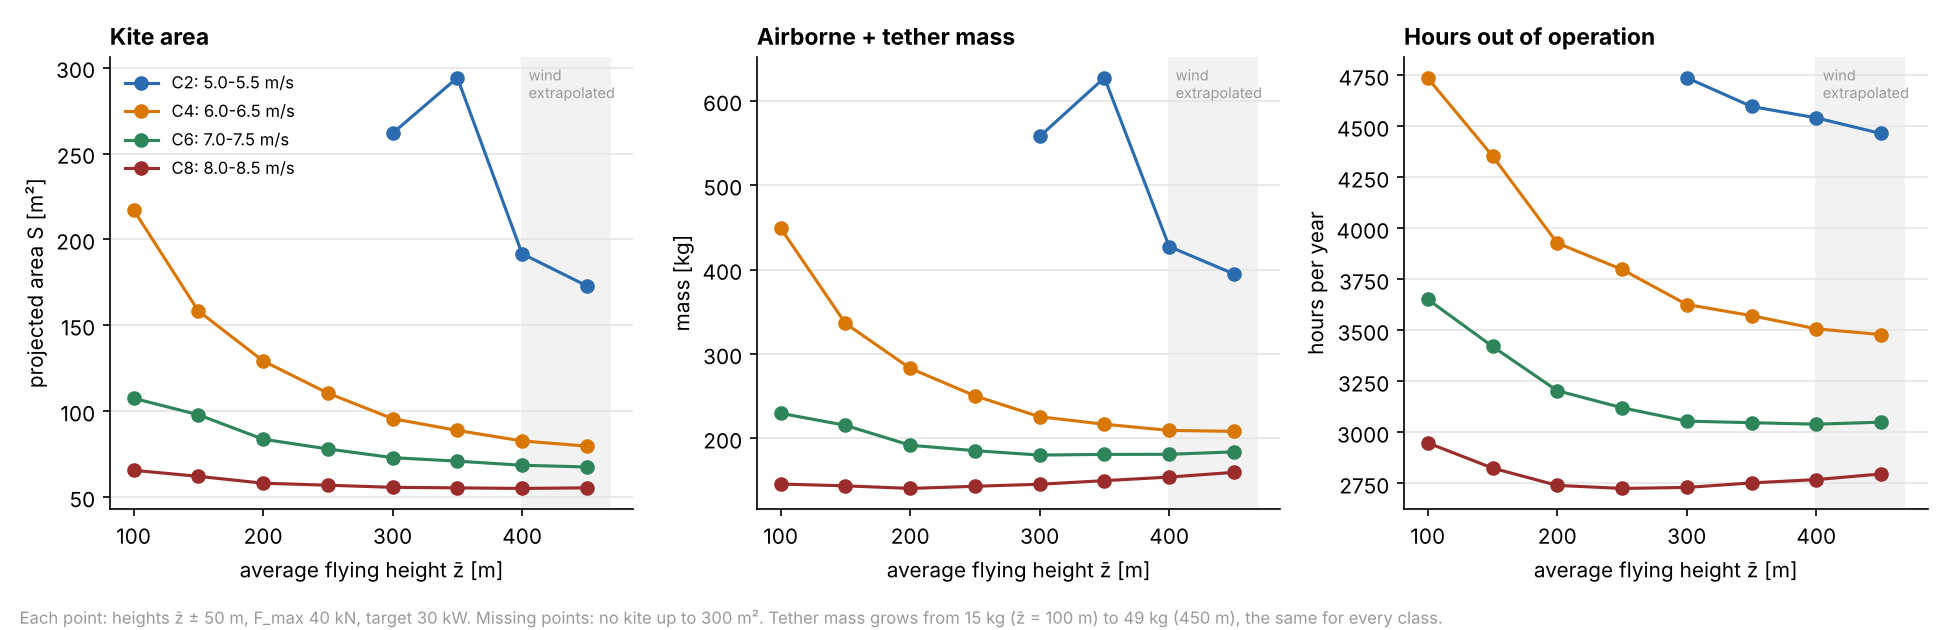 Kite area
300
250
200
150
100
50
projected area S [m²]
C2: 5.0-5.5 m/s
C4: 6.0-6.5 m/s
C6: 7.0-7.5 m/s
C8: 8.0-8.5 m/s
wind
extrapolated
100 200 300 400
average flying height z̄ [m]
Airborne + tether mass
600
500
400
300
200
mass [kg]
wind
extrapolated
100 200 300 400
average flying height z̄ [m]
Hours out of operation
4750
4500
4250
4000
3750
3500
3250
3000
2750
hours per year
wind
extrapolated
100 200 300 400
average flying height z̄ [m]
Each point: heights z̄ ± 50 m, F_max 40 kN, target 30 kW. Missing points: no kite up to 300 m². Tether mass grows from 15 kg (z̄ = 100 m) to 49 kg (450 m), the same for every class.